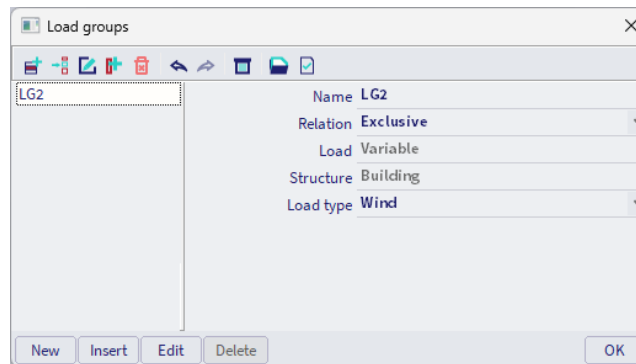 Load groups
LG2
Name LG2
Relation Exclusive
Load Variable
Structure Building
Load type Wind
New Insert Edit Delete OK